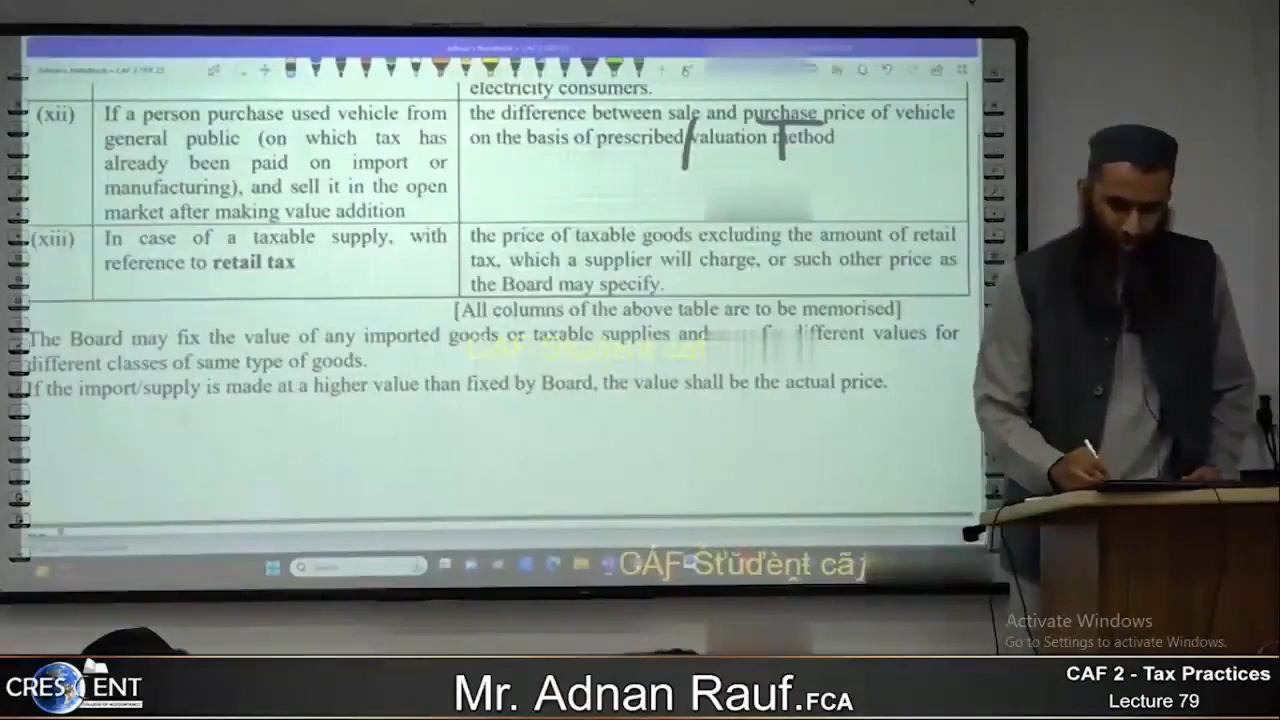 electricity consumers.
(xii) If a person purchase used vehicle from general public (on which tax has already been paid on import or manufacturing), and sell it in the open market after making value addition
the difference between sale and purchase price of vehicle
on the basis of prescribed valuation method
(xiii) In case of a taxable supply, with reference to retail tax
the price of taxable goods excluding the amount of retail
tax, which a supplier will charge, or such other price as
the Board may specify.
[All columns of the above table are to be memorised]
The Board may fix the value of any imported goods or taxable supplies and different values for
different classes of same type of goods.
If the import/supply is made at a higher value than fixed by Board, the value shall be the actual price.
CAF Student caf
Search
Activate Windows
Go to Settings to activate Windows.
CRESCENT
COLLEGE OF ACCOUNTANCY
Mr. Adnan Rauf.FCA
CAF 2 - Tax Practices
Lecture 79